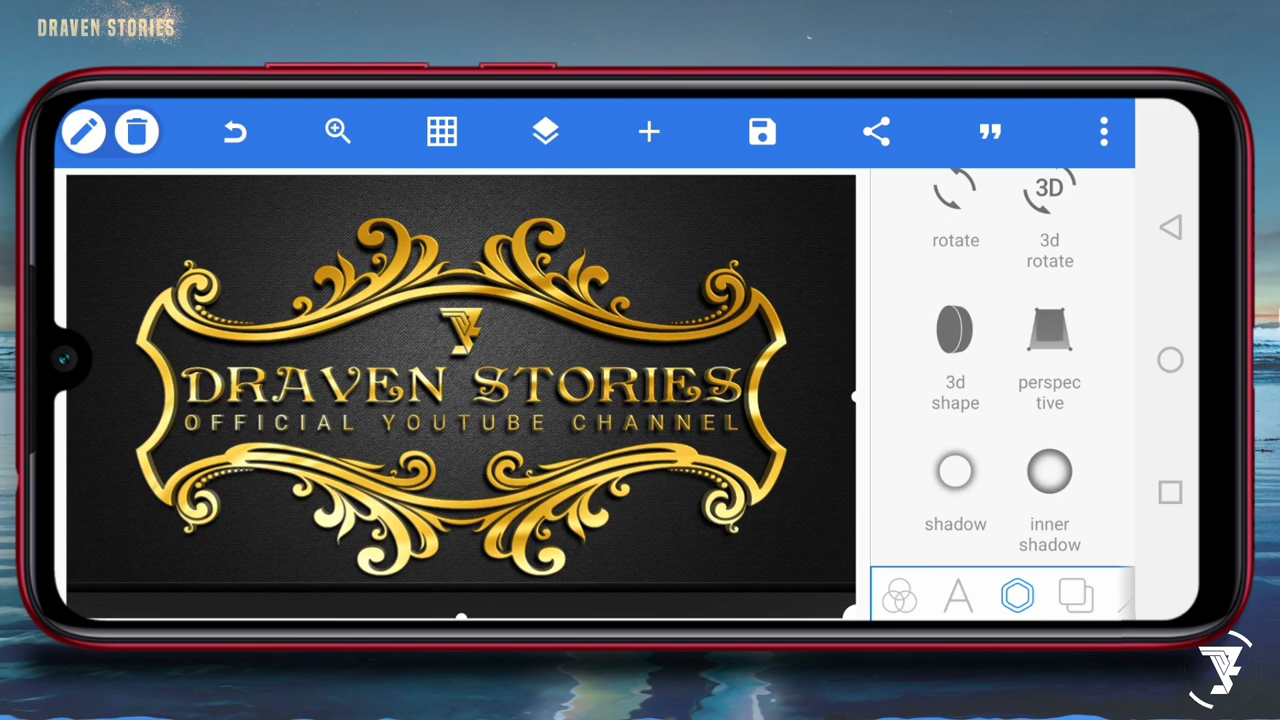 DRAVEN STORIES
3D
rotate
3d
rotate
DRAVEN STORIES
OFFICIAL YOUTUBE CHANNEL
3d
shape
perspec
tive
shadow
inner
shadow